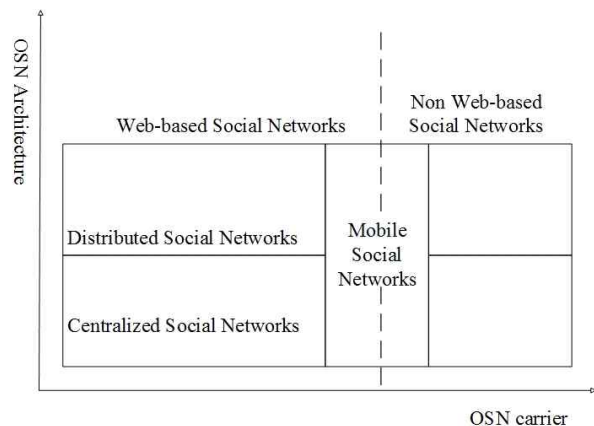 OSN Architecture
Web-based Social Networks
Non Web-based
Social Networks
Distributed Social Networks
Mobile
Social
Networks
Centralized Social Networks
OSN carrier